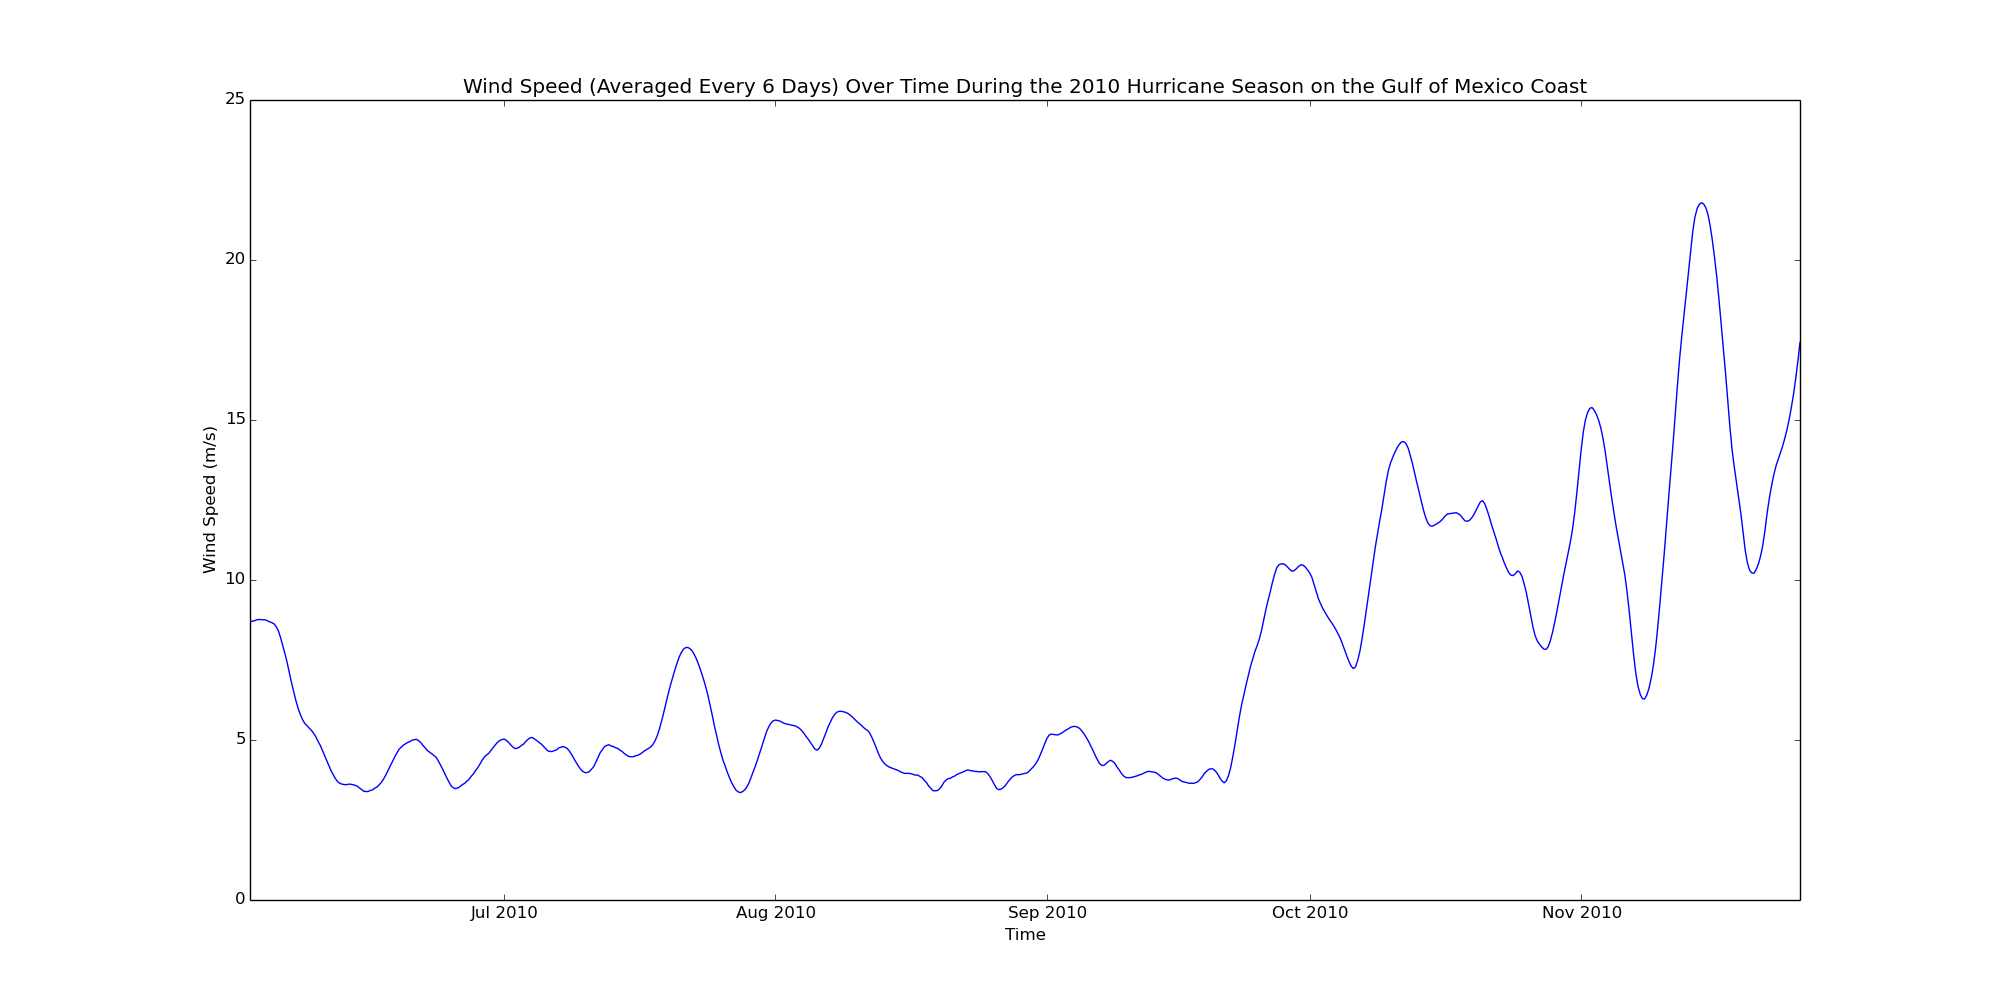 Wind Speed (Averaged Every 6 Days) Over Time During the 2010 Hurricane Season on the Gulf of Mexico Coast
25
20
15
10
5
0
Wind Speed (m/s)
Jul 2010
Aug 2010
Sep 2010
Oct 2010
Nov 2010
Time